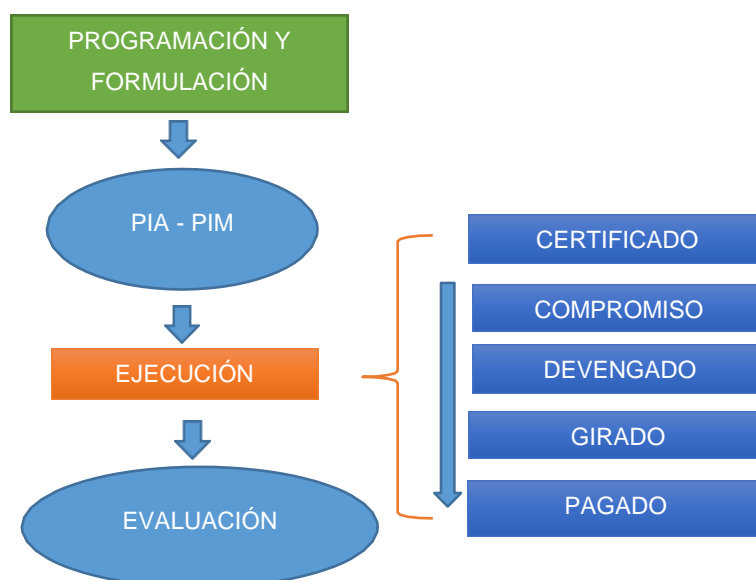 PROGRAMACIÓN Y
FORMULACIÓN
PIA - PIM
EJECUCIÓN
EVALUACIÓN
CERTIFICADO
COMPROMISO
DEVENGADO
GIRADO
PAGADO